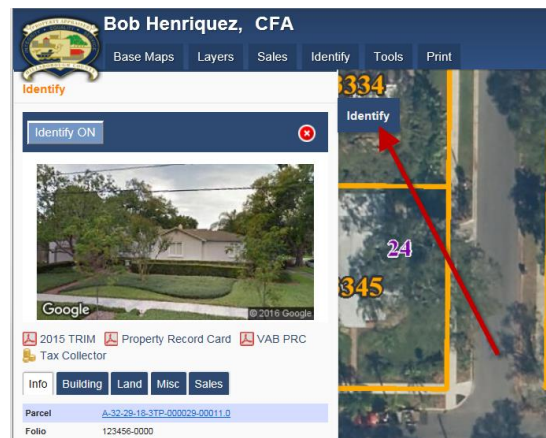 Bob Henriquez, CFA
Base Maps Layers Sales Identify Tools Print
Identify
Identify ON
Google
© 2016 Google
2015 TRIM Property Record Card VAB PRC
Tax Collector
Info Building Land Misc Sales
Parcel A-32-29-18-3TP-000029-00011.0
Folio 123456-0000
3334
Identify
24
3345